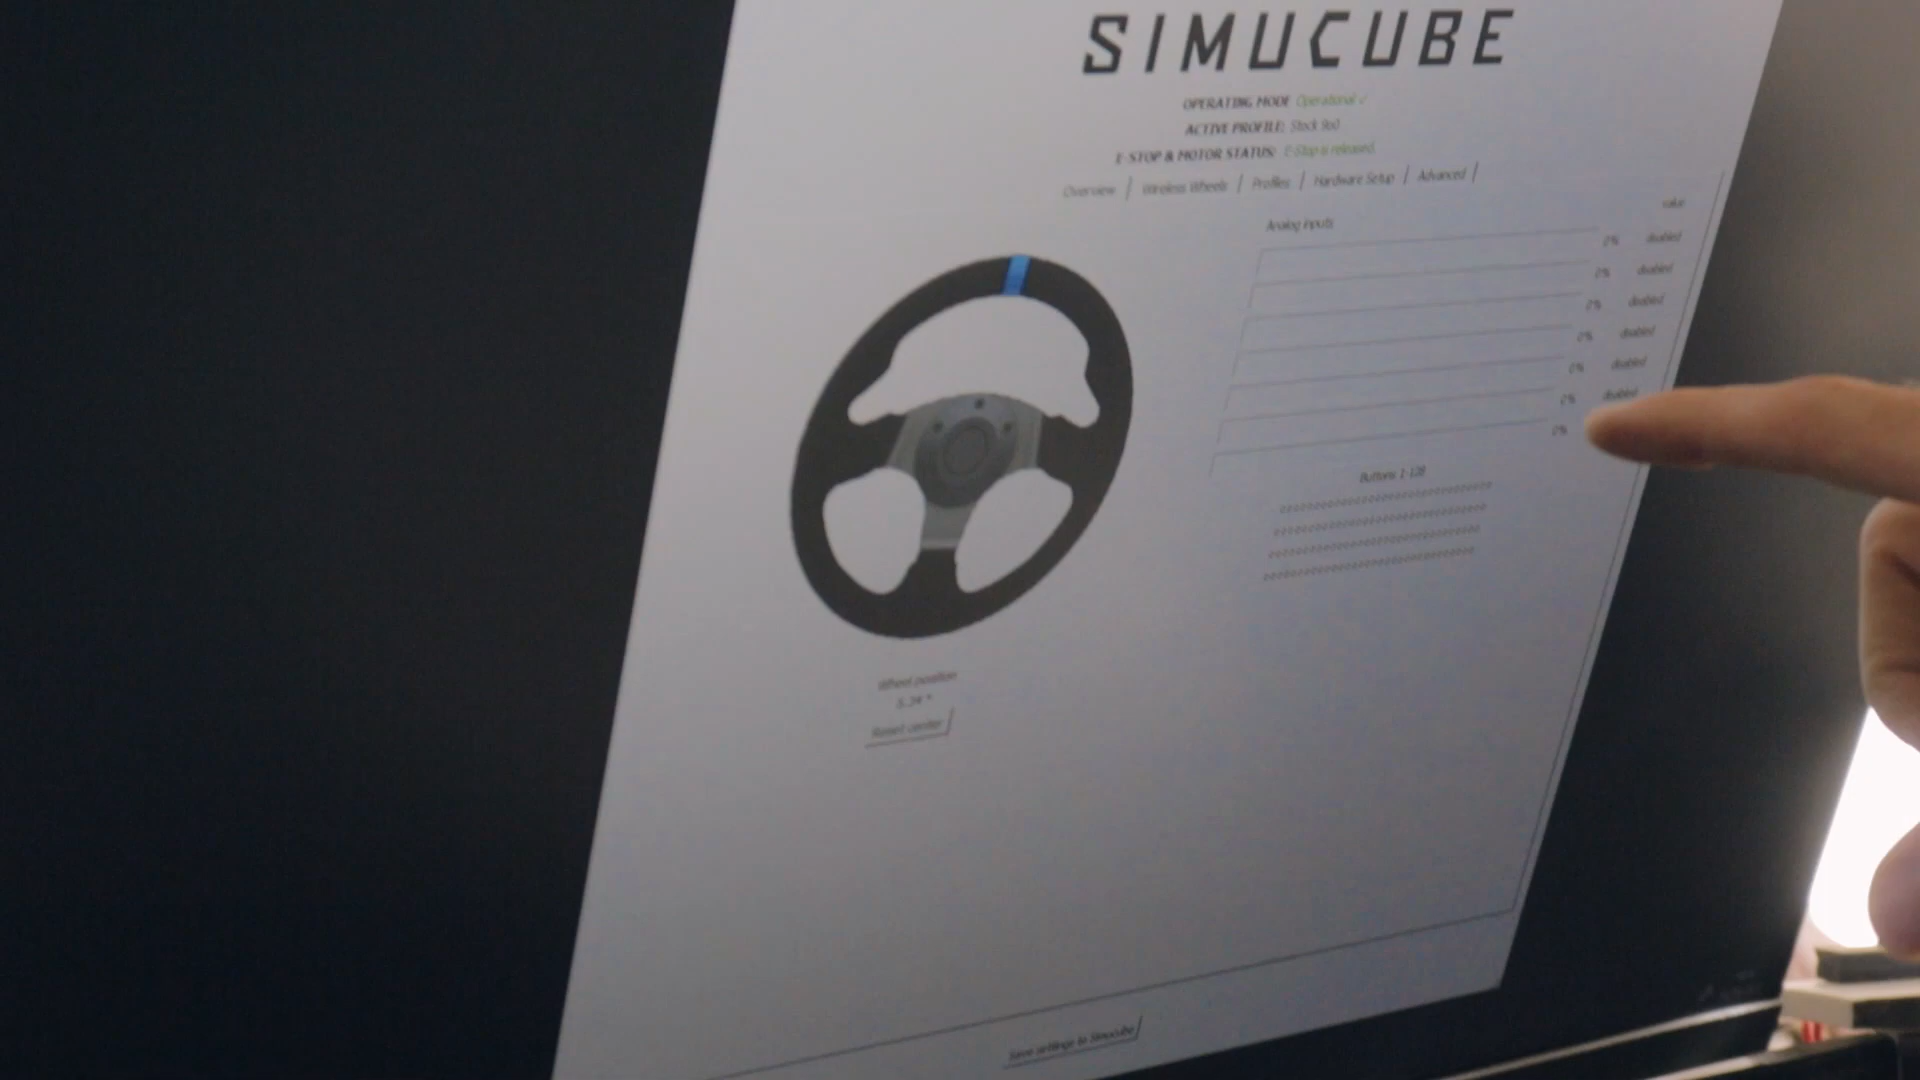 SIMUCUBE
OPERATING MODE Operational ✓
ACTIVE PROFILE: Stock 960
E-STOP & MOTOR STATUS: E-Stop is released.
Overview | Wireless Wheels | Profiles | Hardware Setup | Advanced |
value
Analog inputs
0% disabled
0% disabled
0% disabled
0% disabled
0% disabled
0% disabled
0%
Buttons 1-128
Wheel position
Reset center
Save settings to Simucube